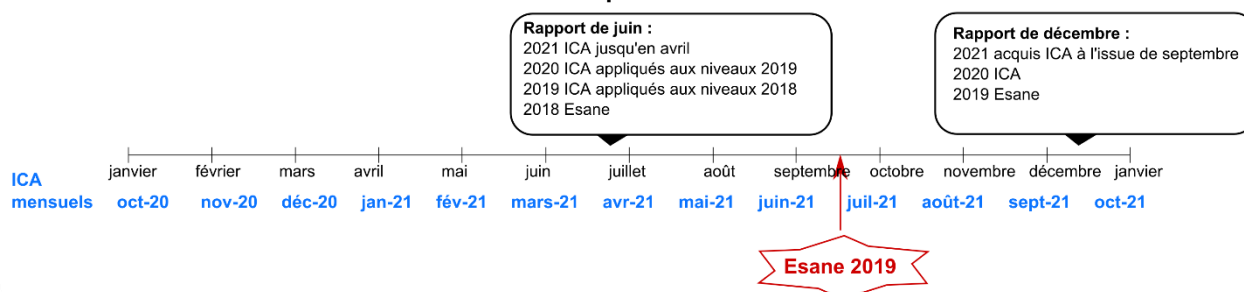 Rapport de juin :
2021 ICA jusqu'en avril
2020 ICA appliqués aux niveaux 2019
2019 ICA appliqués aux niveaux 2018
2018 Esane
Rapport de décembre :
2021 acquis ICA à l'issue de septembre
2020 ICA
2019 Esane
janvier février mars avril mai juin juillet août septembre octobre novembre décembre janvier
ICA
mensuels oct-20 nov-20 déc-20 jan-21 fév-21 mars-21 avr-21 mai-21 juin-21 juil-21 août-21 sept-21 oct-21
Esane 2019